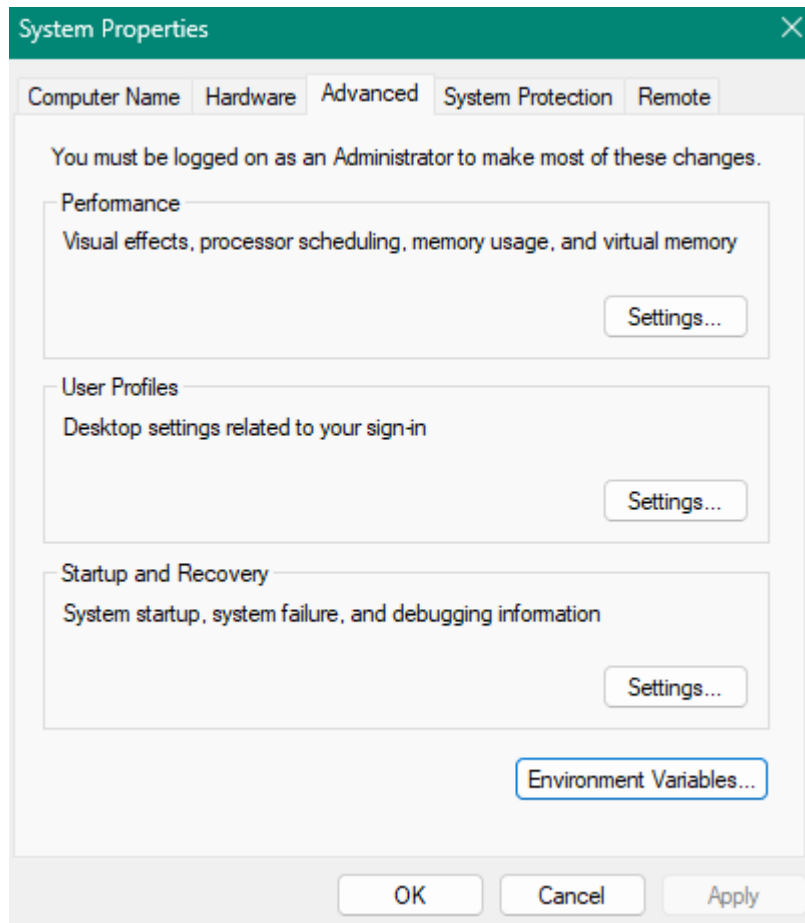 System Properties
Computer Name Hardware Advanced System Protection Remote
You must be logged on as an Administrator to make most of these changes.
Performance
Visual effects, processor scheduling, memory usage, and virtual memory
Settings...
User Profiles
Desktop settings related to your sign-in
Settings...
Startup and Recovery
System startup, system failure, and debugging information
Settings...
Environment Variables...
OK Cancel Apply